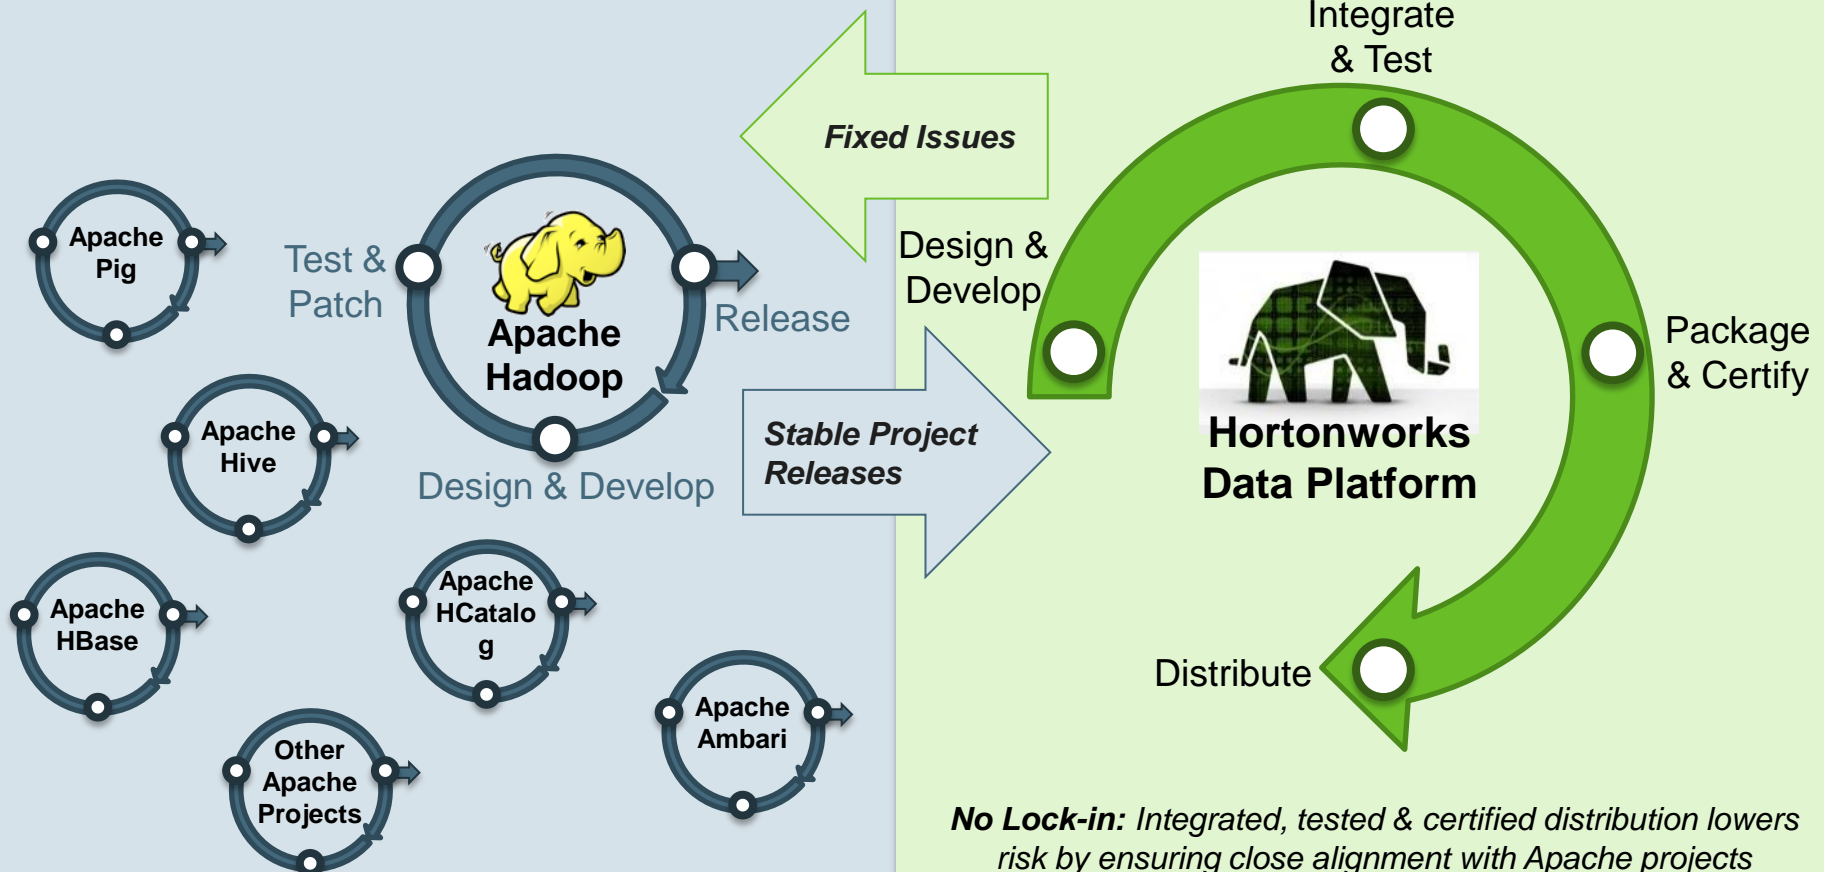 Integrate
& Test
Fixed Issues
Apache
Pig
Test &
Patch
Apache
Hadoop
Release
Design & Develop
Design &
Develop
Stable Project
Releases
Hortonworks
Data Platform
Package
& Certify
Distribute
Apache
Hive
Apache
HBase
Apache
HCatalo
g
Apache
Ambari
Other
Apache
Projects
No Lock-in: Integrated, tested & certified distribution lowers
risk by ensuring close alignment with Apache projects